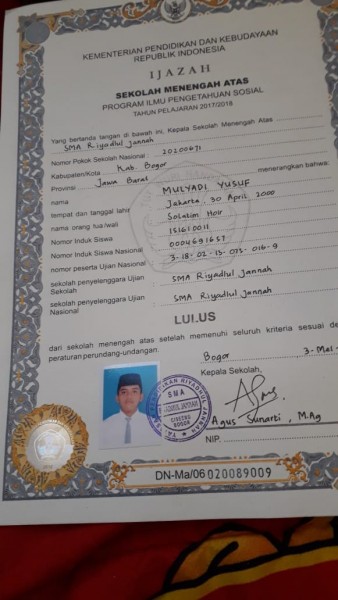 KEMENTERIAN PENDIDIKAN DAN KEBUDAYAAN
REPUBLIK INDONESIA
IJAZAH
SEKOLAH MENENGAH ATAS
PROGRAM ILMU PENGETAHUAN SOSIAL
TAHUN PELAJARAN 2017/2018
Yang bertanda tangan di bawah ini, Kepala Sekolah Menengah Atas
SMA Riyadlul Jannah
Nomor Pokok Sekolah Nasional : 20200671
Kabupaten/Kota Kab. Bogor
Provinsi Jawa Barat menerangkan bahwa:
nama MULYADI YUSUF
tempat dan tanggal lahir Jakarta, 30 April 2000
nama orang tua/wali
Nomor Induk Siswa 151610011
Nomor Induk Siswa Nasional 0004691657
nomor peserta Ujian Nasional 3-18-02-13-073-016-9
sekolah penyelenggara Ujian Sekolah SMA Riyadlul Jannah
sekolah penyelenggara Ujian Nasional SMA Riyadlul Jannah
LULUS
dari sekolah menengah atas setelah memenuhi seluruh kriteria sesuai de
peraturan perundang-undangan.
Bogor 3-Mei-
Kepala Sekolah,
SMA
BOGOR
Agus Sunarti, M.Ag
NIP.
DN-Ma/06 020089009